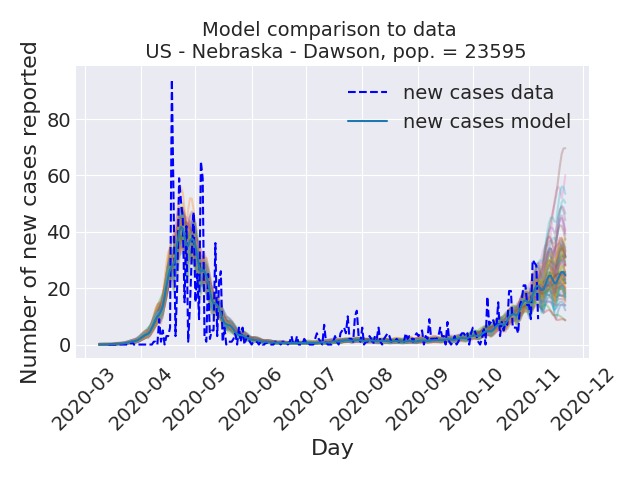 Model comparison to data
US - Nebraska - Dawson, pop. = 23595
Number of new cases reported
80
60
40
20
0
new cases data
new cases model
2020-03
2020-04
2020-05
2020-06
2020-07
2020-08
2020-09
2020-10
2020-11
2020-12
Day